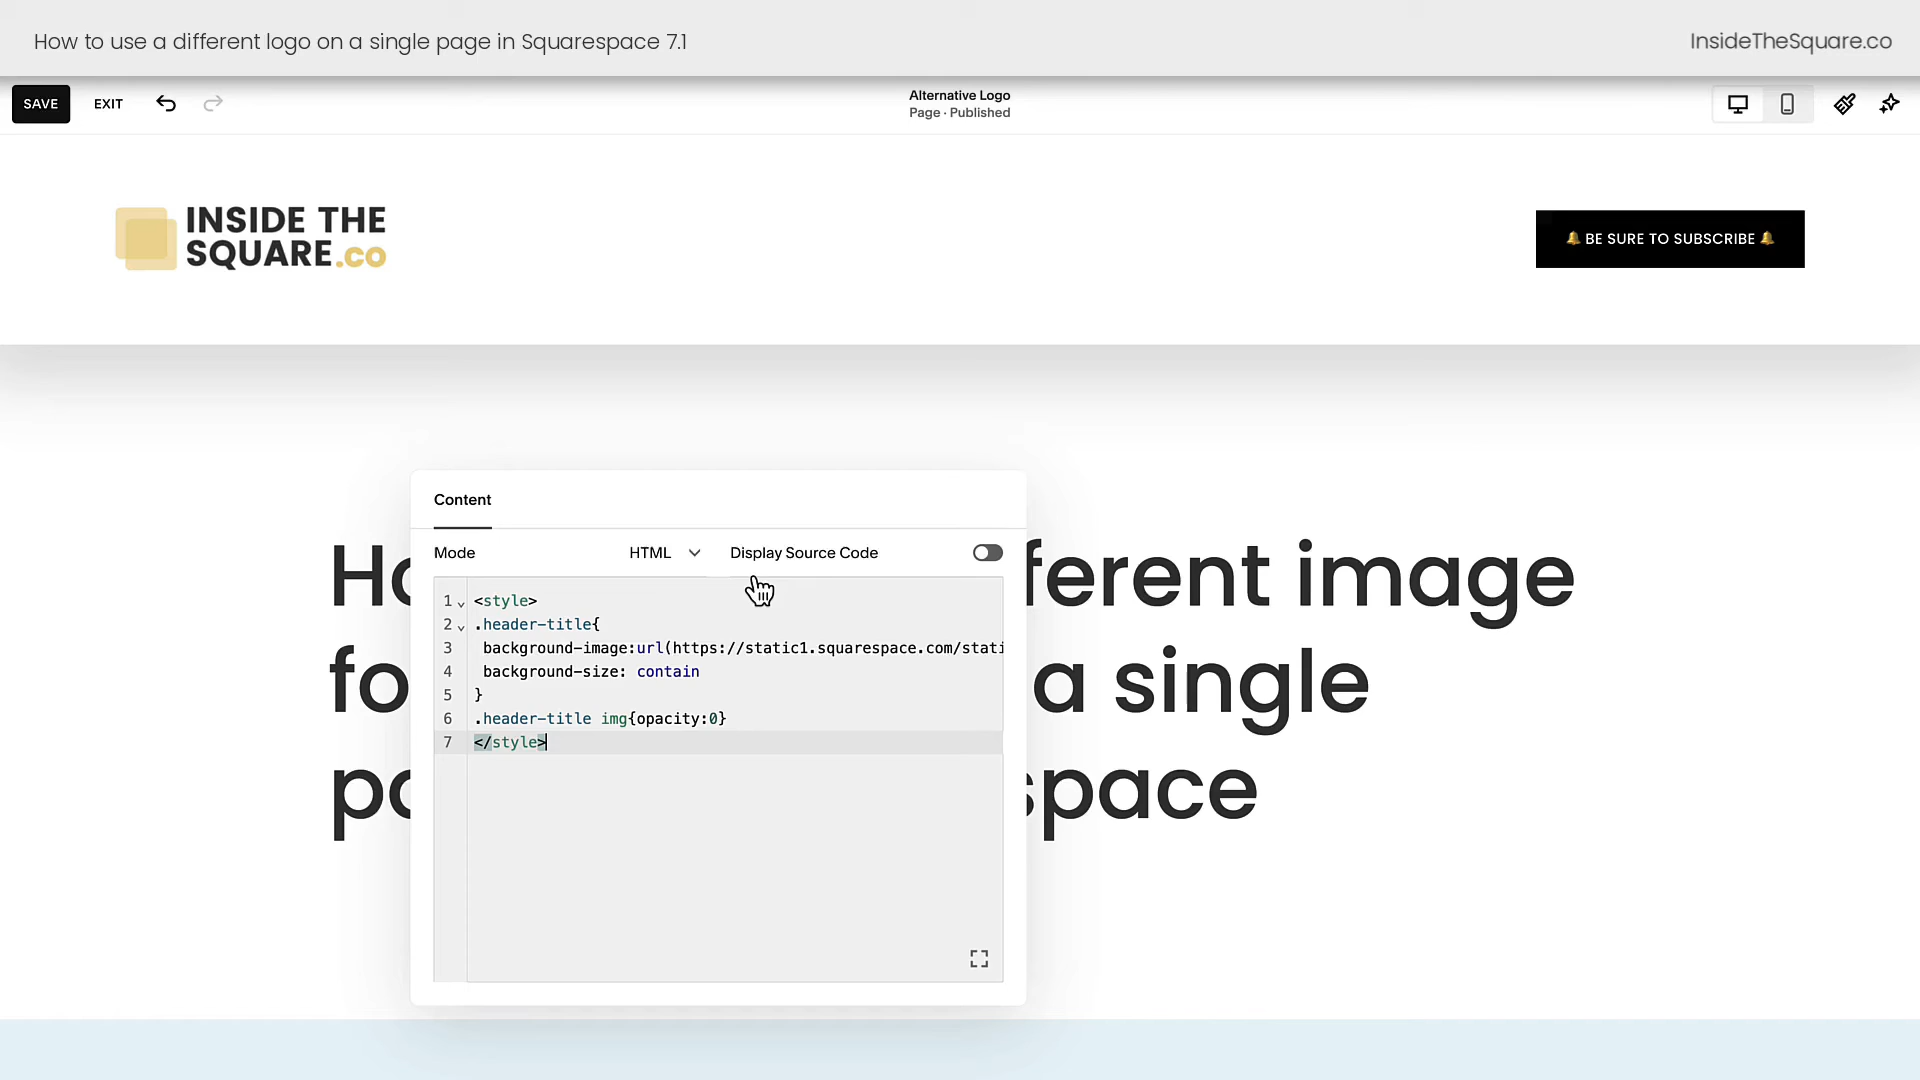 How to use a different logo on a single page in Squarespace 7.1
InsideTheSquare.co
SAVE
EXIT
Alternative Logo
Page · Published
INSIDE THE
SQUARE.co
🔔 BE SURE TO SUBSCRIBE 🔔
Content
Mode
HTML
Display Source Code
1 <style>
2 .header-title{
3 background-image:url(https://static1.squarespace.com/stati
4 background-size: contain
5 }
6 .header-title img{opacity:0}
7 </style>
ferent image
fo
a single
space